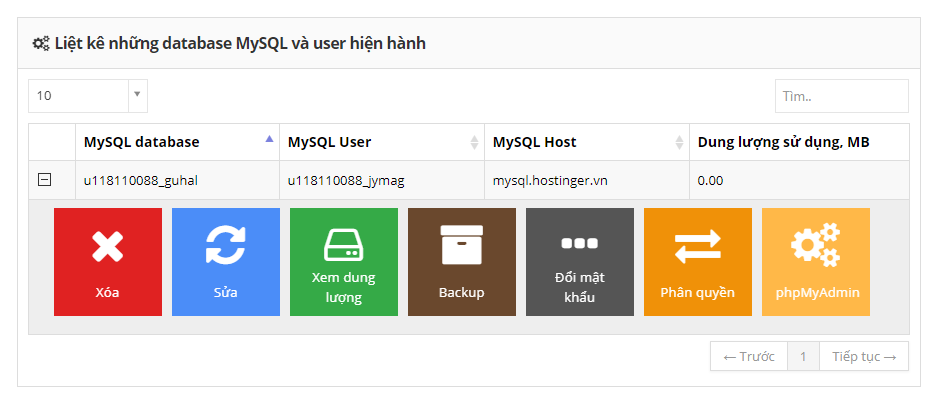 Liệt kê những database MySQL và user hiện hành
10
Tìm..
MySQL database MySQL User MySQL Host Dung lượng sử dụng, MB
u118110088_guhal u118110088_jymag mysql.hostinger.vn 0.00
Xóa
Sửa
Xem dung
lượng
Backup
Đổi mật
khẩu
Phân quyền
phpMyAdmin
← Trước 1 Tiếp tục →